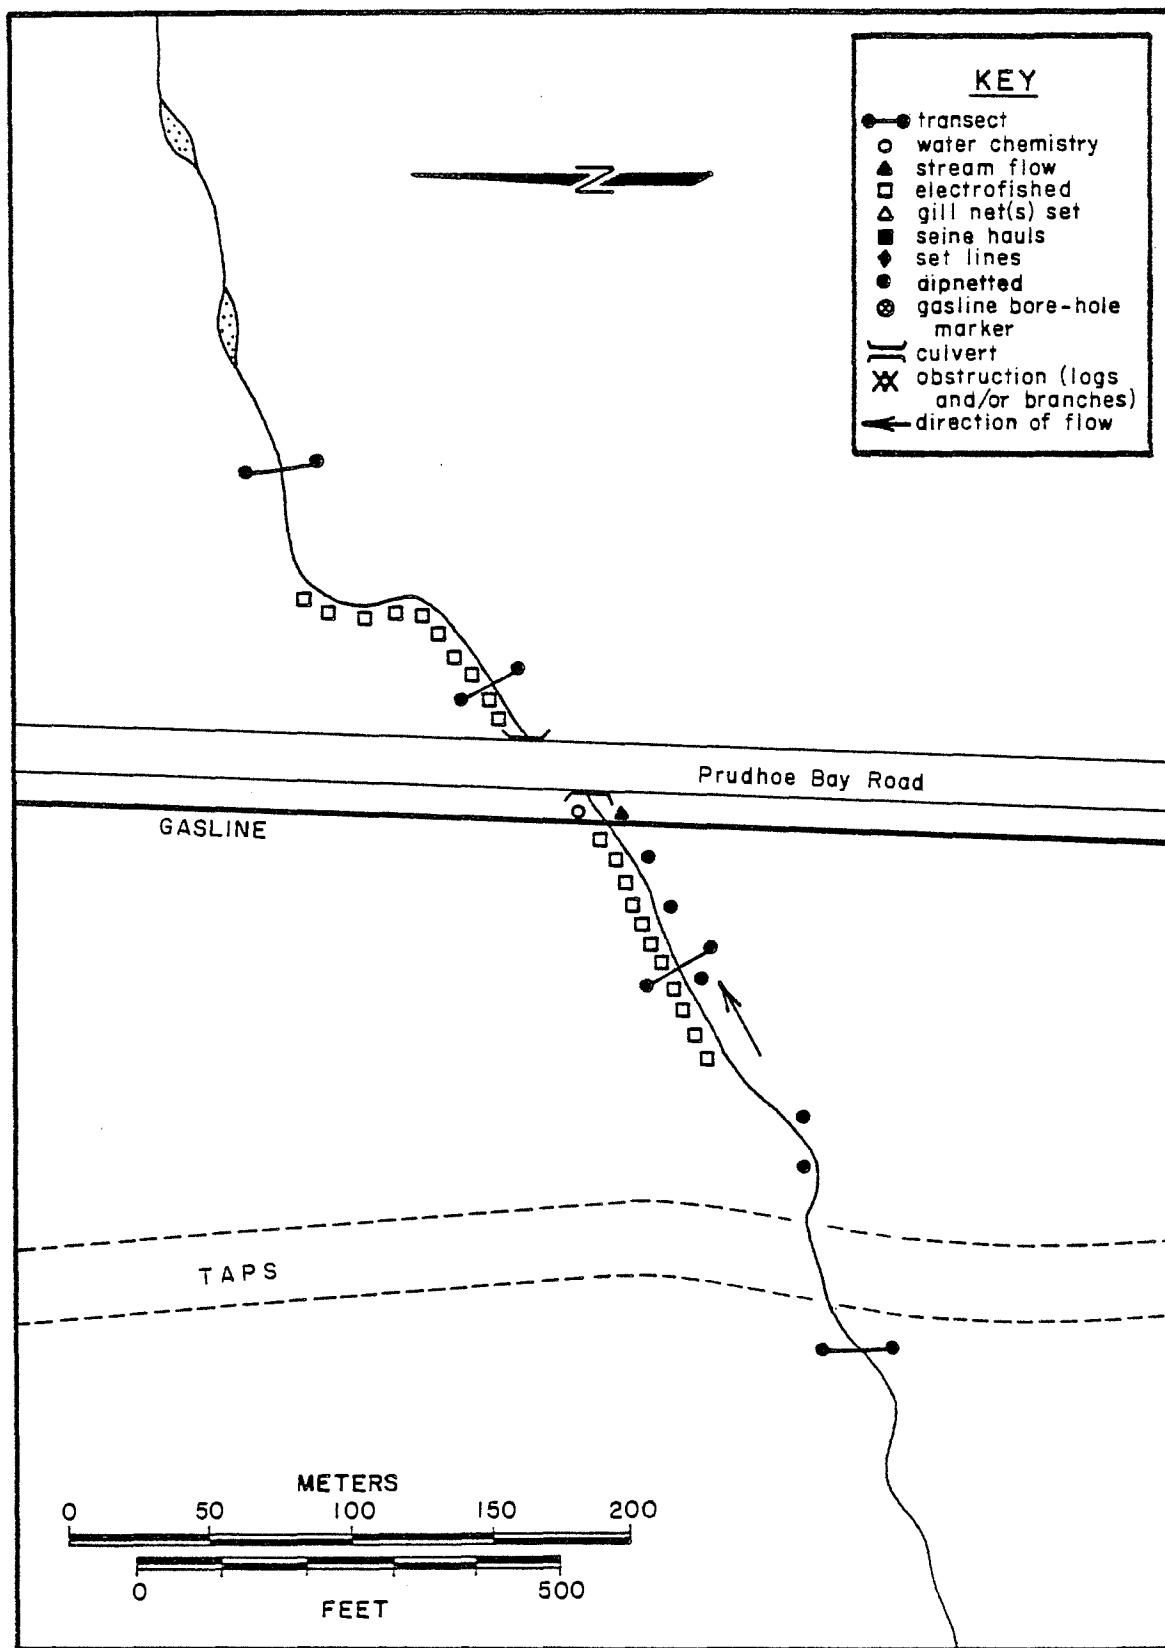 KEY
transect
water chemistry
stream flow
electrofished
gill net(s) set
seine hauls
set lines
dipnetted
gasline bore-hole
marker
culvert
obstruction (logs
and/or branches)
direction of flow
N
Prudhoe Bay Road
GASLINE
TAPS
METERS
0 50 100 150 200
0 500
FEET